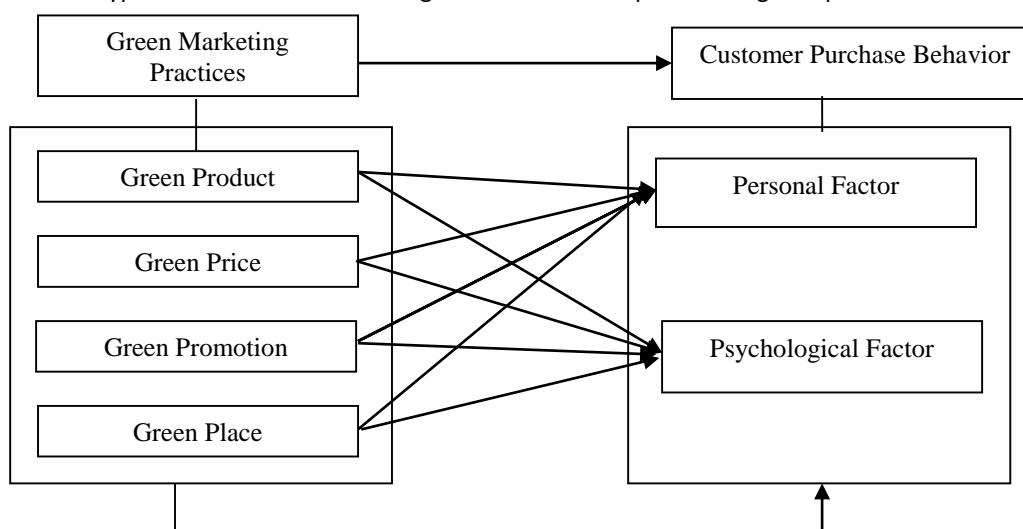 Green Marketing
Practices
Customer Purchase Behavior
Green Product
Personal Factor
Green Price
Green Promotion
Psychological Factor
Green Place